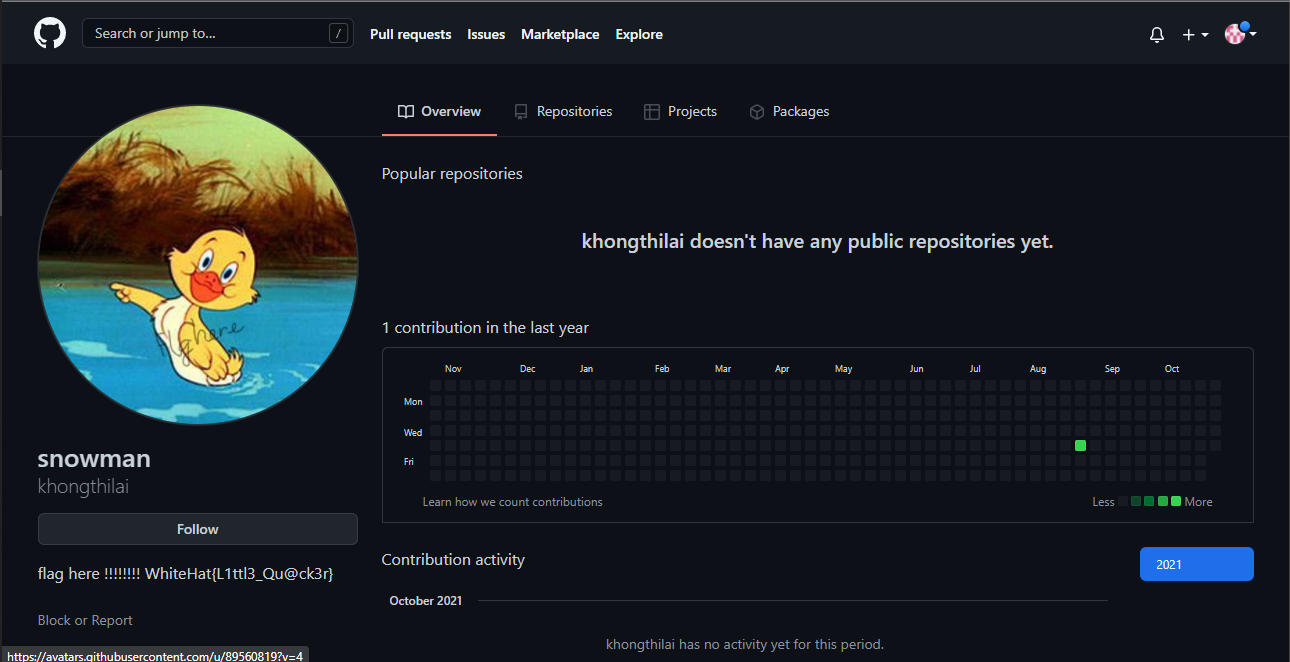 Search or jump to... /
Pull requests Issues Marketplace Explore
Overview Repositories Projects Packages
Popular repositories
khongthilai doesn't have any public repositories yet.
1 contribution in the last year
Nov Dec Jan Feb Mar Apr May Jun Jul Aug Sep Oct
Mon
Wed
Fri
Learn how we count contributions
Less More
Contribution activity
2021
October 2021
khongthilai has no activity yet for this period.
here
snowman
khongthilai
Follow
flag here !!!!!!!! WhiteHat{L1ttl3_Qu@ck3r}
Block or Report
https://avatars.githubusercontent.com/u/89560819?v=4